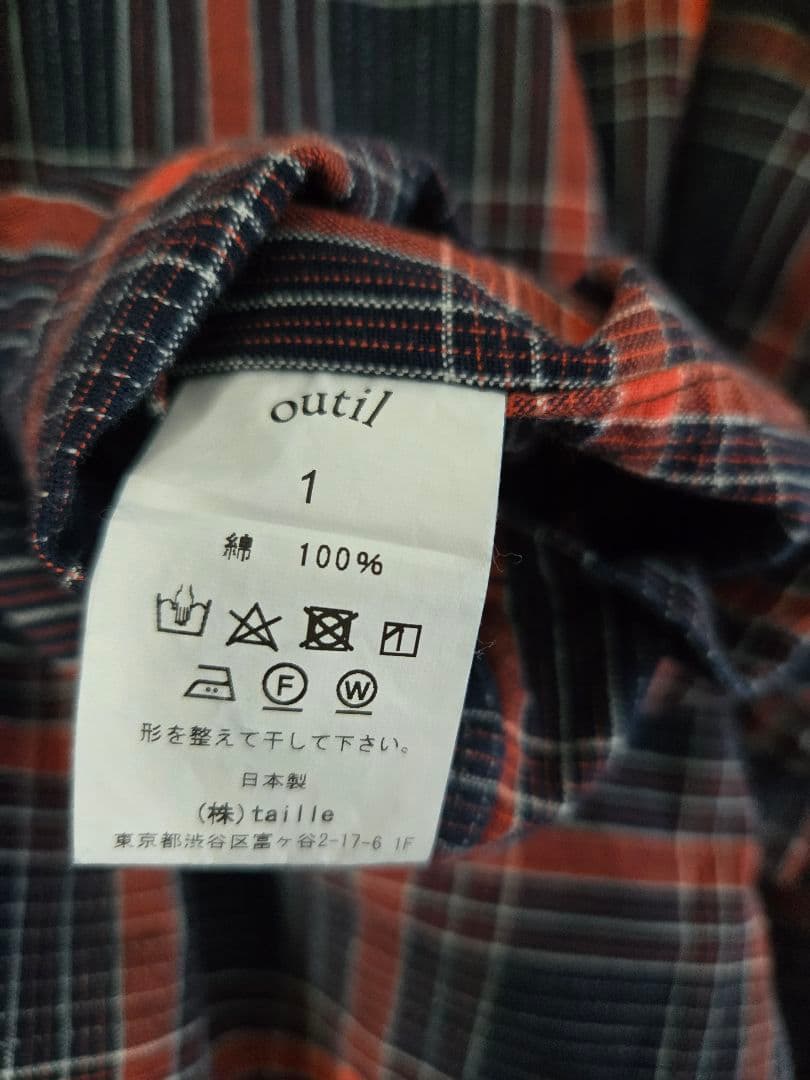 outil
1
綿 100%
F W
形を整えて干して下さい。
日本製
(株)taille
東京都渋谷区富ヶ谷2-17-6 1F